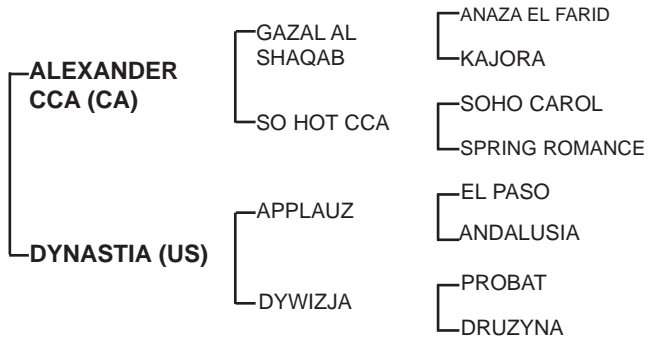 ANAZA EL FARID
GAZAL AL
SHAQAB
KAJORA
ALEXANDER
CCA (CA)
SOHO CAROL
SO HOT CCA
SPRING ROMANCE
EL PASO
APPLAUZ
ANDALUSIA
DYNASTIA (US)
PROBAT
DYWIZJA
DRUZYNA